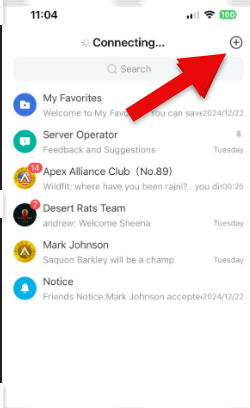 11:04
100
Connecting...
Search
My Favorites
Welcome to My Favo You can save 2024/12/22
Server Operator
Feedback and Suggestions Tuesday
14
Apex Alliance Club (No.89)
Wildfit: where have you been rajni?...you dis 00:25
7
Desert Rats Team
andrew: Welcome Sheena Tuesday
Mark Johnson
Saquon Barkley will be a champ Tuesday
Notice
Friends Notice:Mark Johnson accepte 2024/12/22